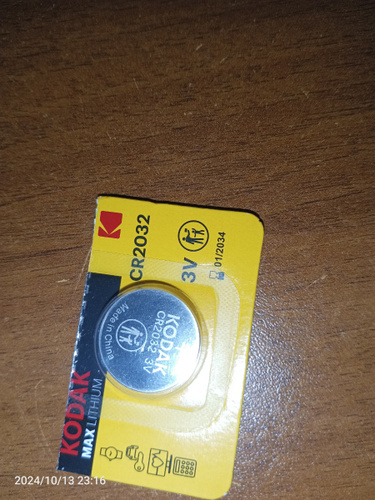 CR2032
3V
01/2034
KODAK
CR2032
3V
Made in China
KODAK
MAX LITHIUM
2024/10/13 23:16